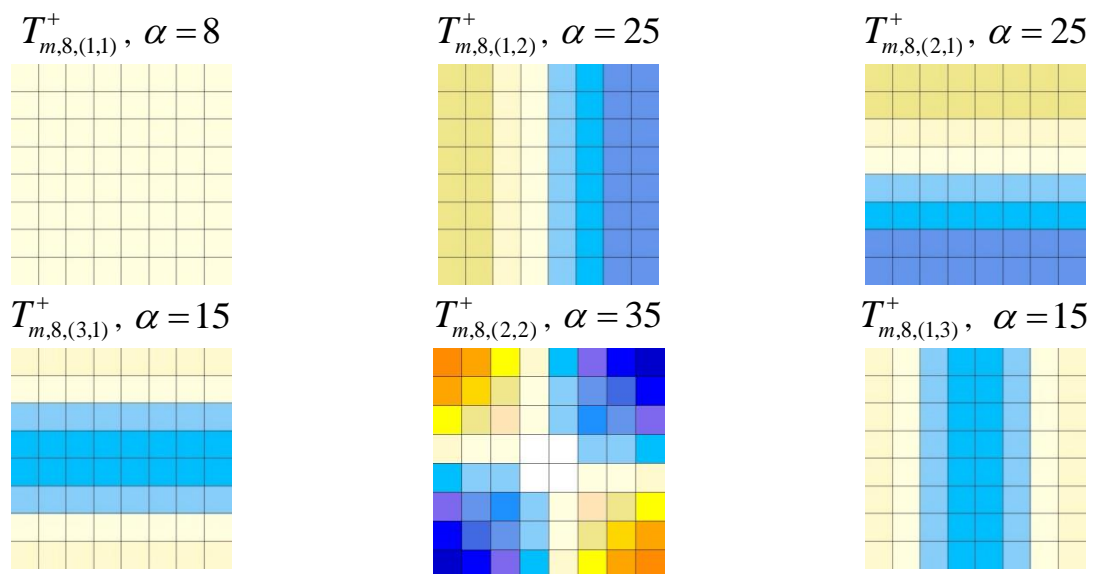 T⁺ₘ,₈,₍₁,₁₎, α = 8
T⁺ₘ,₈,₍₁,₂₎, α = 25
T⁺ₘ,₈,₍₂,₁₎, α = 25
T⁺ₘ,₈,₍₃,₁₎, α = 15
T⁺ₘ,₈,₍₂,₂₎, α = 35
T⁺ₘ,₈,₍₁,₃₎, α = 15